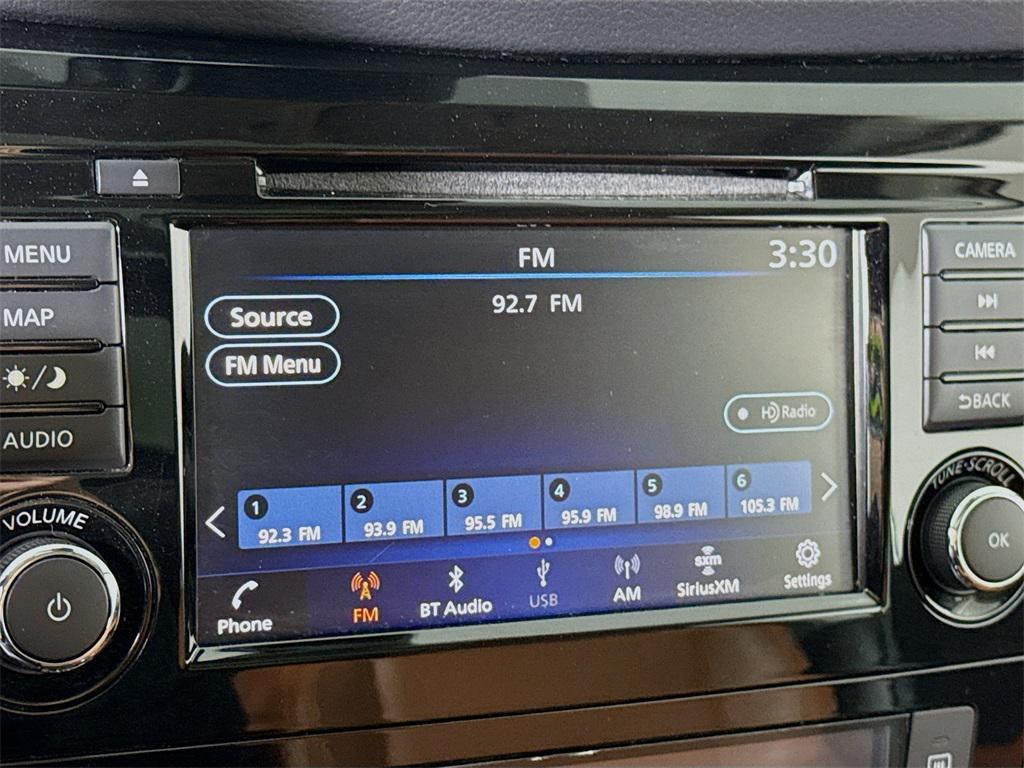 MENU
MAP
AUDIO
VOLUME
FM
3:30
92.7 FM
Source
FM Menu
HD Radio
1
92.3 FM
2
93.9 FM
3
95.5 FM
4
95.9 FM
5
98.9 FM
6
105.3 FM
Phone
FM
BT Audio
USB
AM
sxm
SiriusXM
Settings
CAMERA
BACK
TUNE·SCROLL
OK